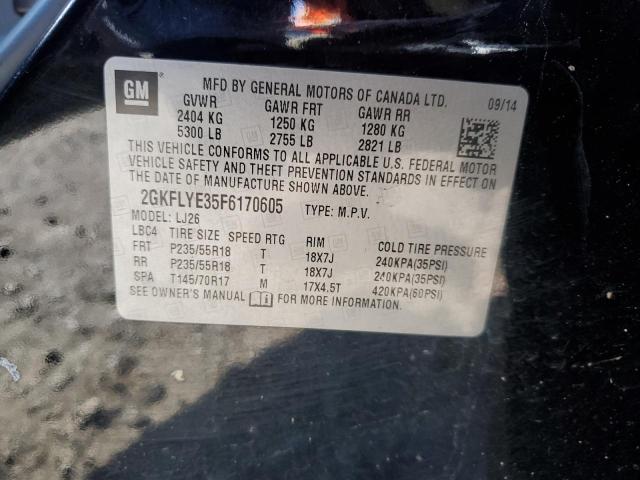 GM
MFD BY GENERAL MOTORS OF CANADA LTD. 09/14
GVWR GAWR FRT GAWR RR
2404 KG 1250 KG 1280 KG
5300 LB 2755 LB 2821 LB
THIS VEHICLE CONFORMS TO ALL APPLICABLE U.S. FEDERAL MOTOR
VEHICLE SAFETY AND THEFT PREVENTION STANDARDS IN EFFECT ON
THE DATE OF MANUFACTURE SHOWN ABOVE.
2GKFLYE35F6170605 TYPE: M.P.V.
MODEL: LJ26
LBC4 TIRE SIZE SPEED RTG RIM COLD TIRE PRESSURE
FRT P235/55R18 T 18X7J 240KPA(35PSI)
RR P235/55R18 T 18X7J 240KPA(35PSI)
SPA T145/70R17 M 17X4.5T 420KPA(60PSI)
SEE OWNER'S MANUAL FOR MORE INFORMATION.